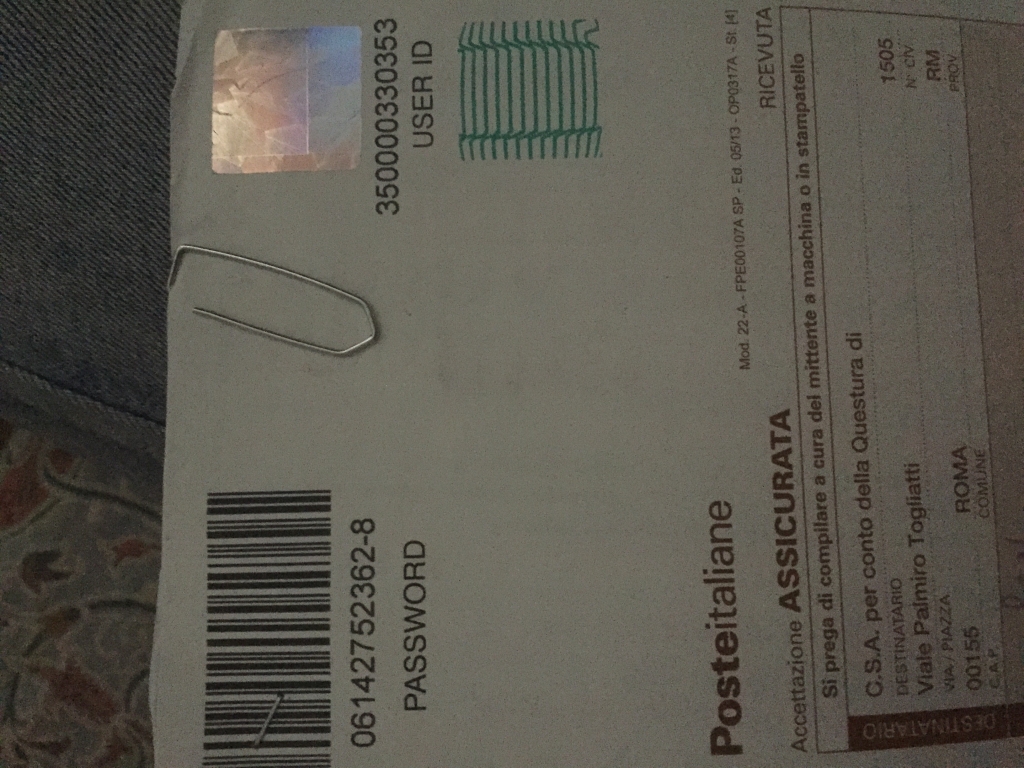 06142752362-8
PASSWORD
350000330353
USER ID
Posteitaliane
Mod. 22-A - FPE00107A SP - Ed. 05/13 - OP0317A - St. [4]
Accettazione ASSICURATA
RICEVUTA
Si prega di compilare a cura del mittente a macchina o in stampatello
DESTINATARIO
C.S.A. per conto della Questura di
DESTINATARIO
Viale Palmiro Togliatti 1505
VIA / PIAZZA N° CIV.
00155 ROMA RM
C.A.P. COMUNE PROV.